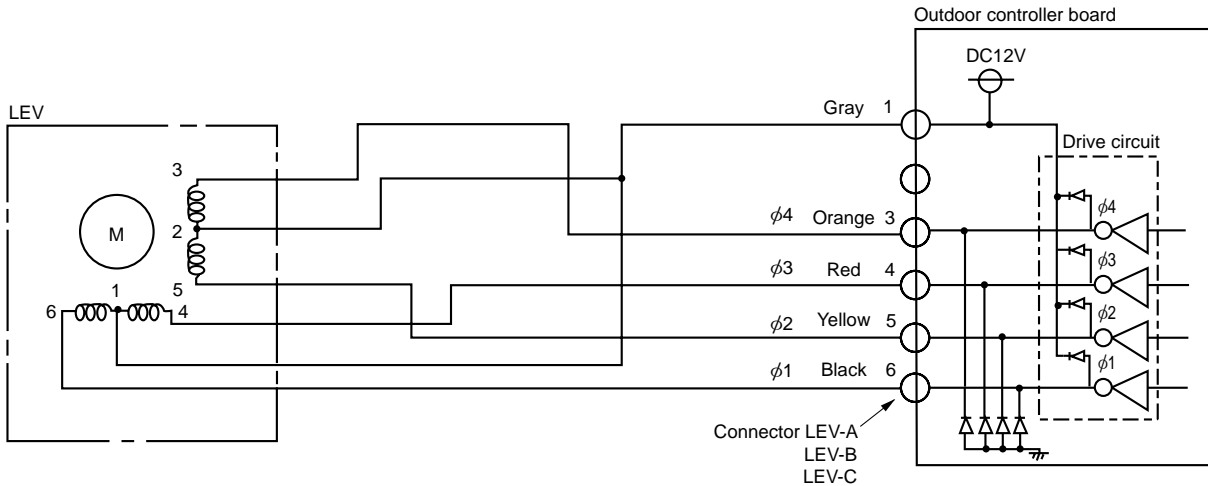 Outdoor controller board
DC12V
LEV
Gray 1
Drive circuit
3
ϕ4 Orange 3
ϕ4
M
2
ϕ3 Red 4
ϕ3
5
1
6
4
ϕ2 Yellow 5
ϕ2
ϕ1 Black 6
ϕ1
Connector LEV-A
LEV-B
LEV-C